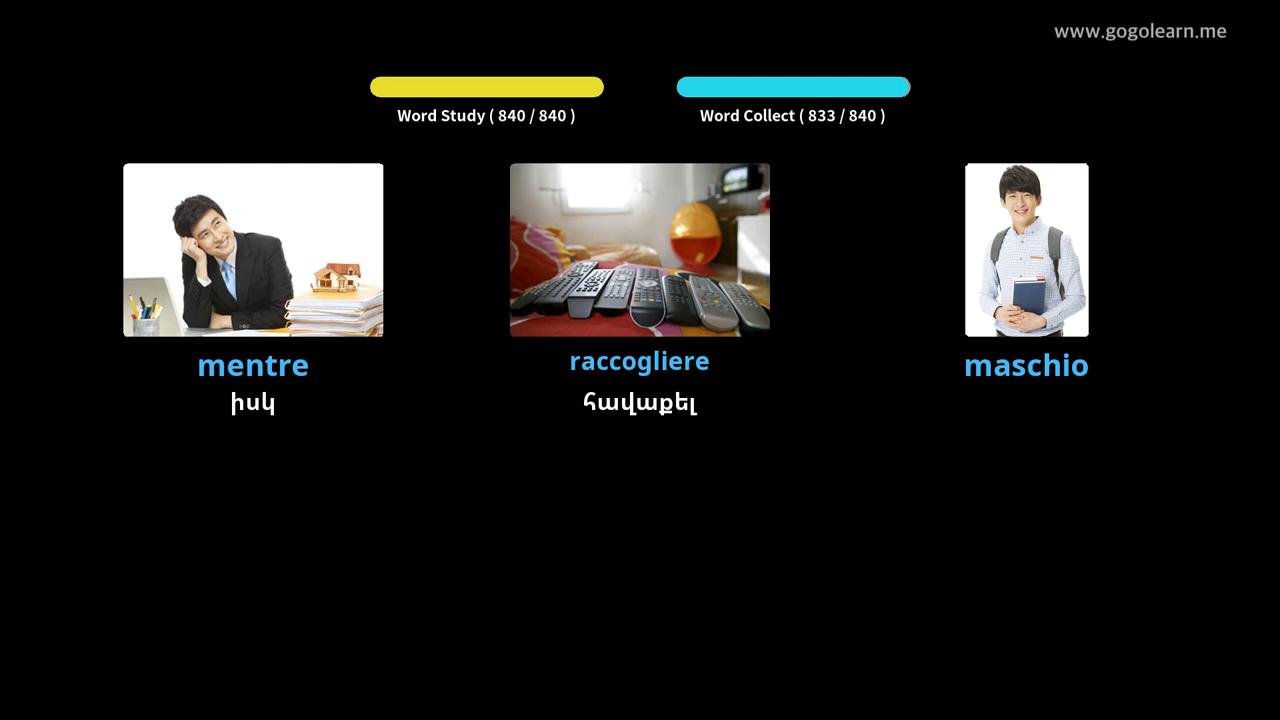 www.gogolearn.me
Word Study ( 840 / 840 )
Word Collect ( 833 / 840 )
mentre
իսկ
raccogliere
հավաքել
maschio